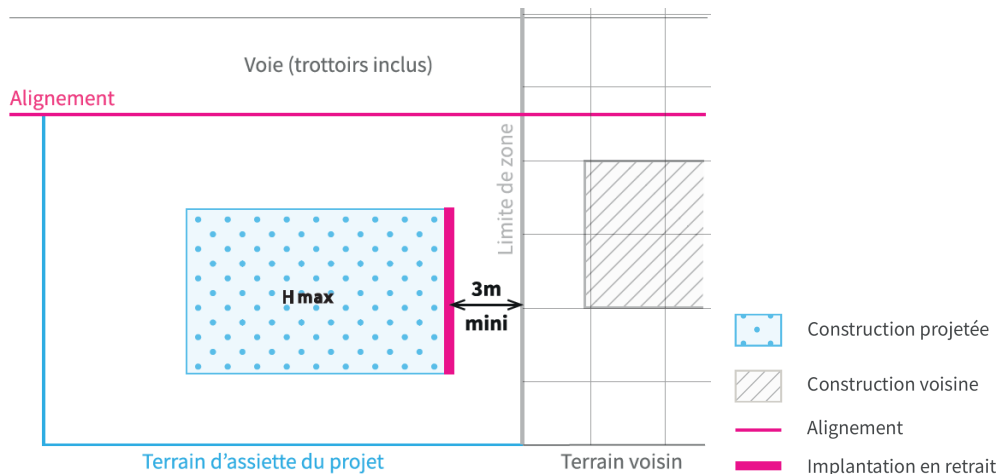 Voie (trottoirs inclus)
Alignement
Limite de zone
H max
3m
mini
Construction projetée
Construction voisine
Alignement
Implantation en retrait
Terrain d’assiette du projet
Terrain voisin